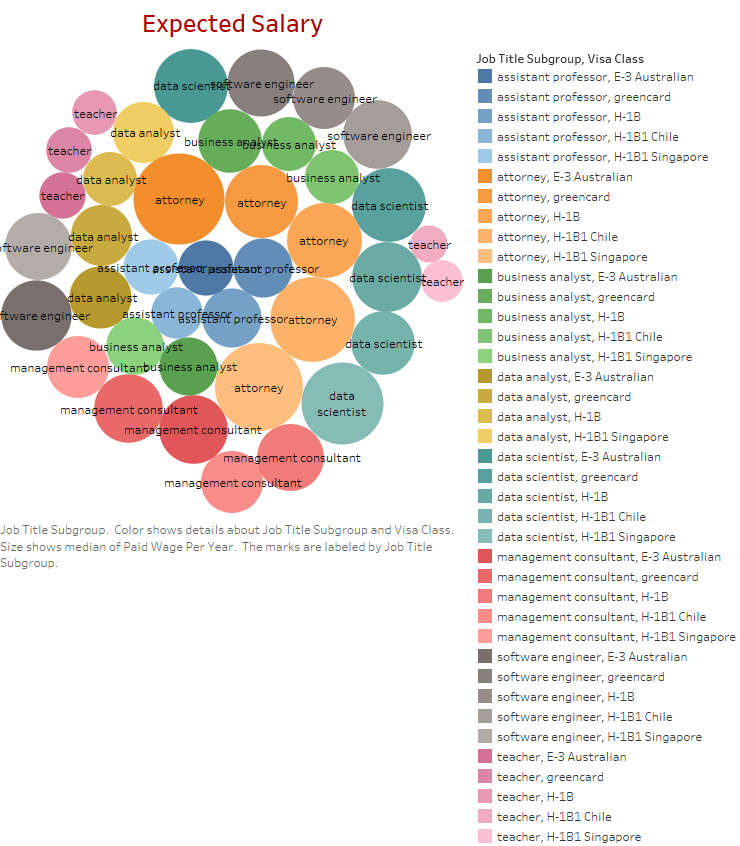 Expected Salary
data scientist
software engineer
software engineer
teacher
data analyst
software engineer
business analyst
business analyst
teacher
data analyst
business analyst
teacher
attorney
attorney
data scientist
data analyst
attorney
teacher
software engineer
assistant professor
assistant professor
assistant professor
data scientist
teacher
data analyst
software engineer
assistant professor
assistant professor
attorney
business analyst
data scientist
management consultant
business analyst
attorney
data
scientist
management consultant
management consultant
management consultant
management consultant
Job Title Subgroup. Color shows details about Job Title Subgroup and Visa Class.
Size shows median of Paid Wage Per Year. The marks are labeled by Job Title
Subgroup.
Job Title Subgroup, Visa Class
assistant professor, E-3 Australian
assistant professor, greencard
assistant professor, H-1B
assistant professor, H-1B1 Chile
assistant professor, H-1B1 Singapore
attorney, E-3 Australian
attorney, greencard
attorney, H-1B
attorney, H-1B1 Chile
attorney, H-1B1 Singapore
business analyst, E-3 Australian
business analyst, greencard
business analyst, H-1B
business analyst, H-1B1 Chile
business analyst, H-1B1 Singapore
data analyst, E-3 Australian
data analyst, greencard
data analyst, H-1B
data analyst, H-1B1 Singapore
data scientist, E-3 Australian
data scientist, greencard
data scientist, H-1B
data scientist, H-1B1 Chile
data scientist, H-1B1 Singapore
management consultant, E-3 Australian
management consultant, greencard
management consultant, H-1B
management consultant, H-1B1 Chile
management consultant, H-1B1 Singapore
software engineer, E-3 Australian
software engineer, greencard
software engineer, H-1B
software engineer, H-1B1 Chile
software engineer, H-1B1 Singapore
teacher, E-3 Australian
teacher, greencard
teacher, H-1B
teacher, H-1B1 Chile
teacher, H-1B1 Singapore